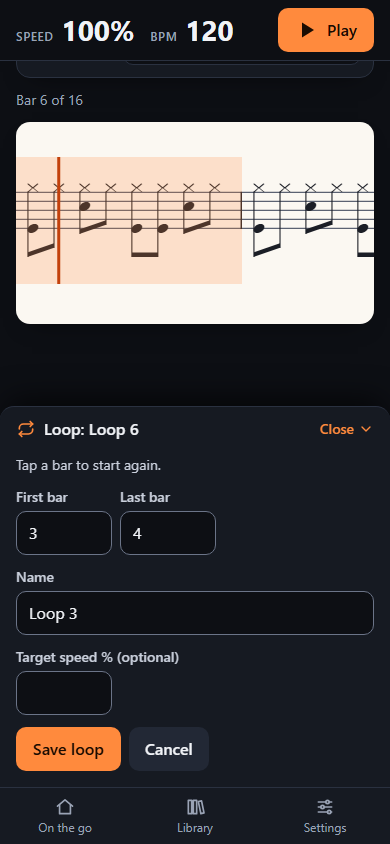 SPEED 100% BPM 120 Play
Bar 6 of 16
Loop: Loop 6 Close
Tap a bar to start again.
First bar Last bar
3 4
Name
Loop 3
Target speed % (optional)
Save loop Cancel
On the go Library Settings